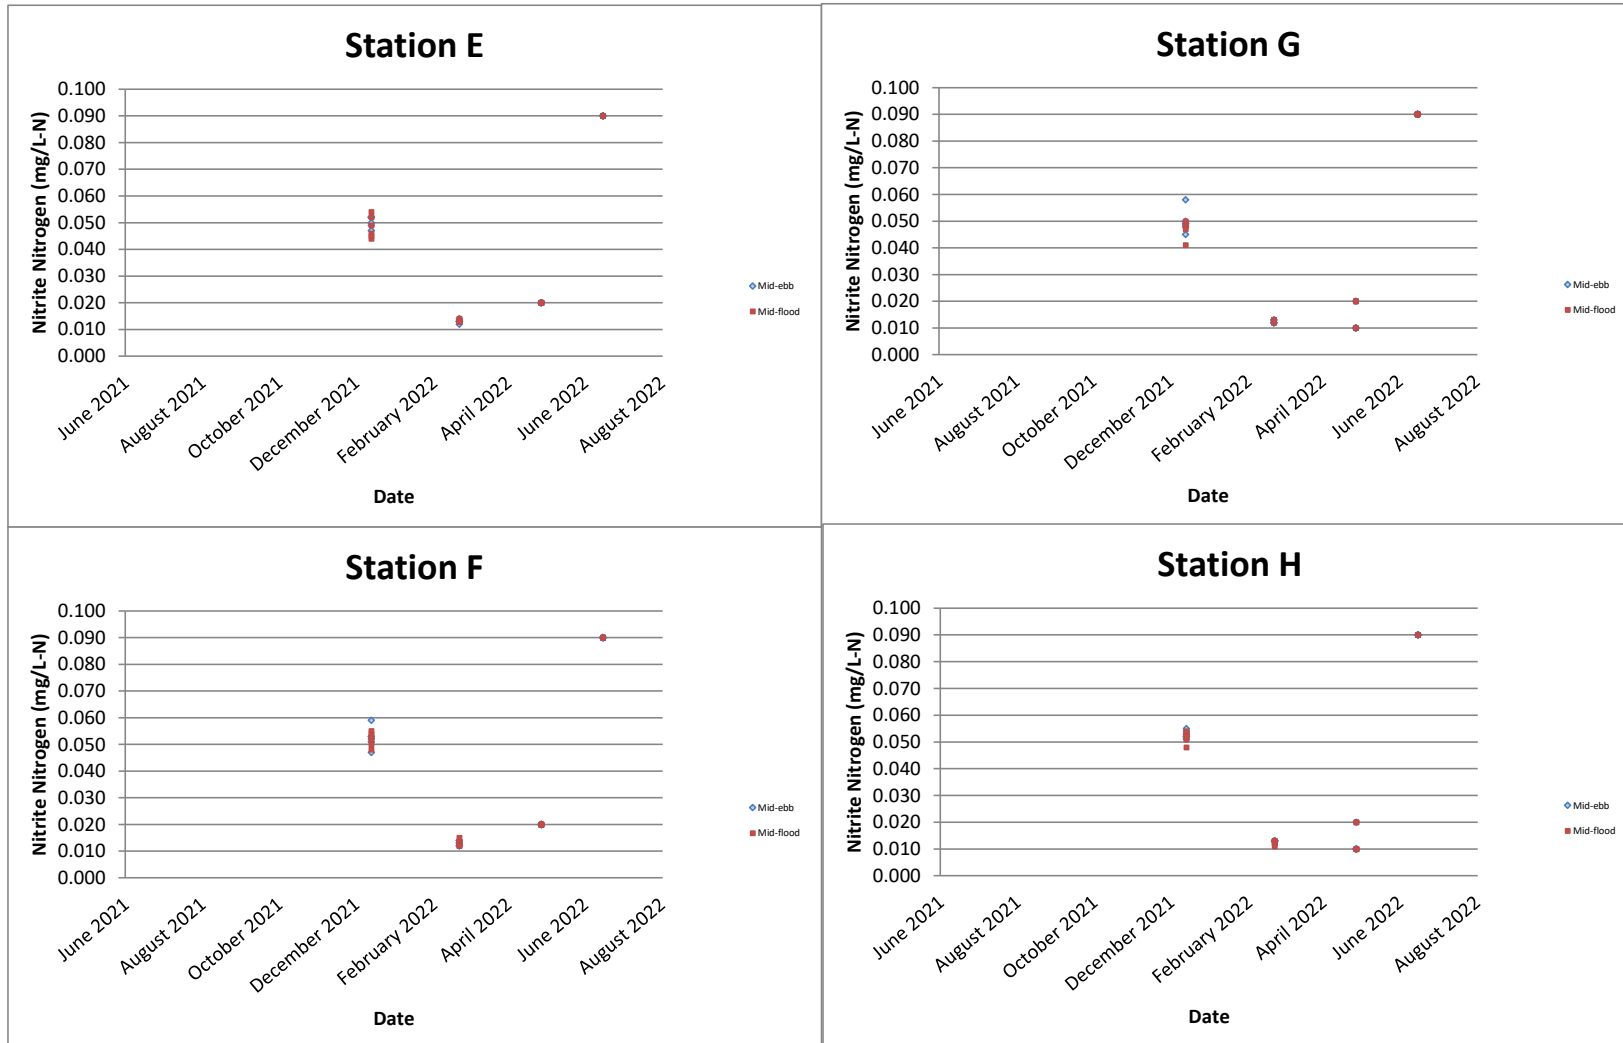 Station E
Nitrite Nitrogen (mg/L-N)
0.100
0.090
0.080
0.070
0.060
0.050
0.040
0.030
0.020
0.010
0.000
June 2021
August 2021
October 2021
December 2021
February 2022
April 2022
June 2022
August 2022
Date
Mid-ebb
Mid-flood
Station G
Nitrite Nitrogen (mg/L-N)
0.100
0.090
0.080
0.070
0.060
0.050
0.040
0.030
0.020
0.010
0.000
June 2021
August 2021
October 2021
December 2021
February 2022
April 2022
June 2022
August 2022
Date
Mid-ebb
Mid-flood
Station F
Nitrite Nitrogen (mg/L-N)
0.100
0.090
0.080
0.070
0.060
0.050
0.040
0.030
0.020
0.010
0.000
June 2021
August 2021
October 2021
December 2021
February 2022
April 2022
June 2022
August 2022
Date
Mid-ebb
Mid-flood
Station H
Nitrite Nitrogen (mg/L-N)
0.100
0.090
0.080
0.070
0.060
0.050
0.040
0.030
0.020
0.010
0.000
June 2021
August 2021
October 2021
December 2021
February 2022
April 2022
June 2022
August 2022
Date
Mid-ebb
Mid-flood